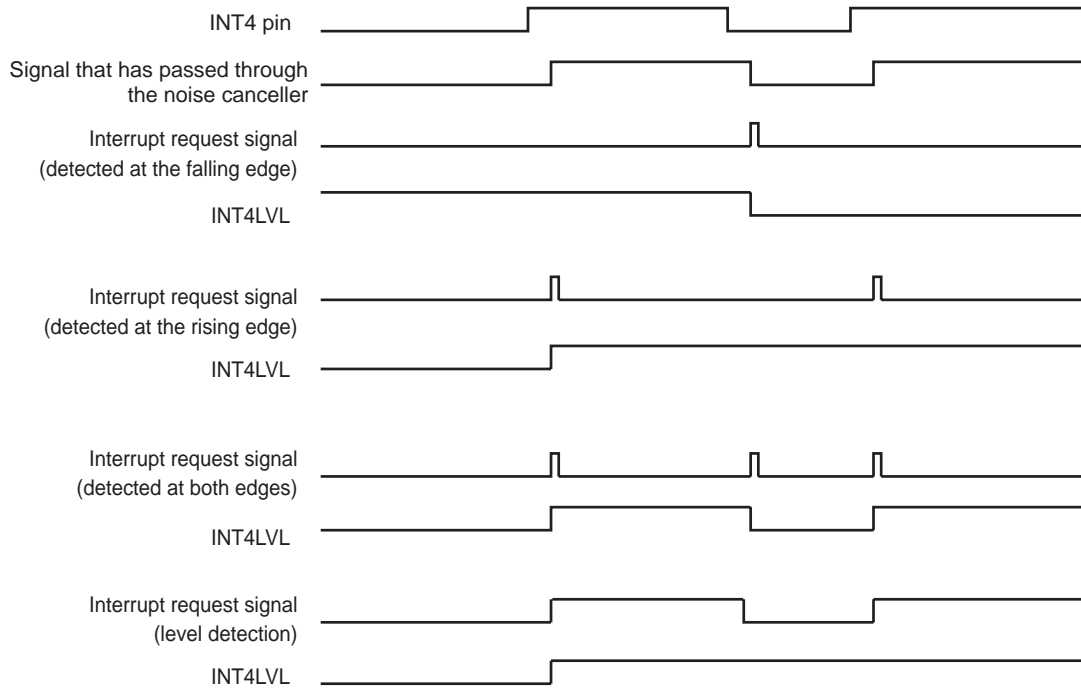 INT4 pin
Signal that has passed through
the noise canceller
Interrupt request signal
(detected at the falling edge)
INT4LVL
Interrupt request signal
(detected at the rising edge)
INT4LVL
Interrupt request signal
(detected at both edges)
INT4LVL
Interrupt request signal
(level detection)
INT4LVL